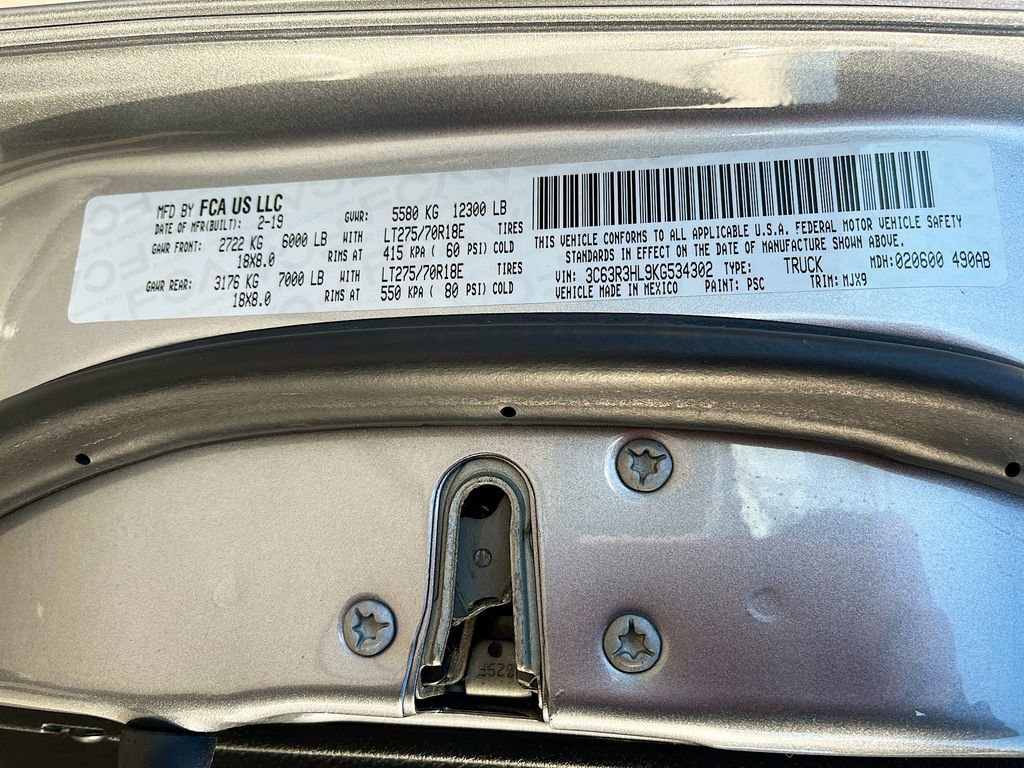 MFD BY FCA US LLC
DATE OF MFR(BUILT): 2-19 GVWR: 5580 KG 12300 LB
GAWR FRONT: 2722 KG 6000 LB WITH LT275/70R18E TIRES
18X8.0 RIMS AT 415 KPA ( 60 PSI) COLD
GAWR REAR: 3176 KG 7000 LB WITH LT275/70R18E TIRES
18X8.0 RIMS AT 550 KPA ( 80 PSI) COLD
THIS VEHICLE CONFORMS TO ALL APPLICABLE U.S.A. FEDERAL MOTOR VEHICLE SAFETY
STANDARDS IN EFFECT ON THE DATE OF MANUFACTURE SHOWN ABOVE.
VIN: 3C63R3HL9KG534302 TYPE: TRUCK MDH: 020600 490AB
VEHICLE MADE IN MEXICO PAINT: PSC TRIM: MJX9